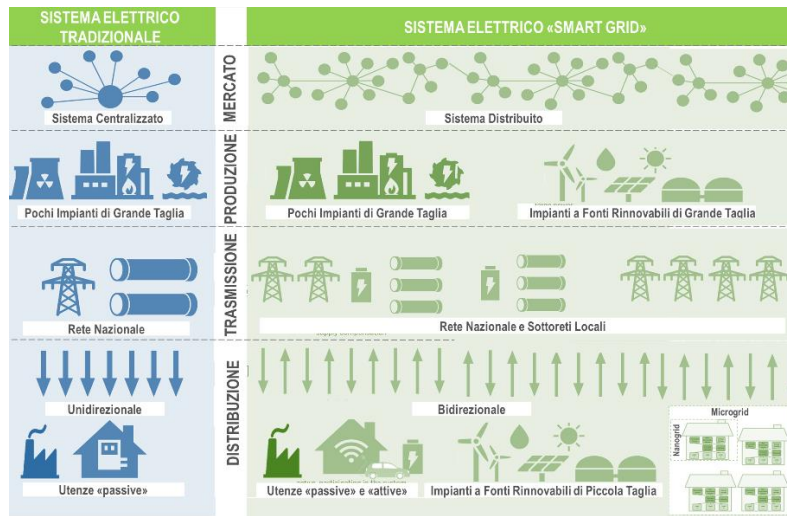 SISTEMA ELETTRICO
TRADIZIONALE
SISTEMA ELETTRICO «SMART GRID»
MERCATO
Sistema Centralizzato
Sistema Distribuito
PRODUZIONE
Pochi Impianti di Grande Taglia
Pochi Impianti di Grande Taglia
Impianti a Fonti Rinnovabili di Grande Taglia
TRASMISSIONE
Rete Nazionale
Rete Nazionale e Sottoreti Locali
DISTRIBUZIONE
Unidirezionale
Bidirezionale
Microgrid
Nanogrid
Utenze «passive»
Utenze «passive» e «attive»
Impianti a Fonti Rinnovabili di Piccola Taglia